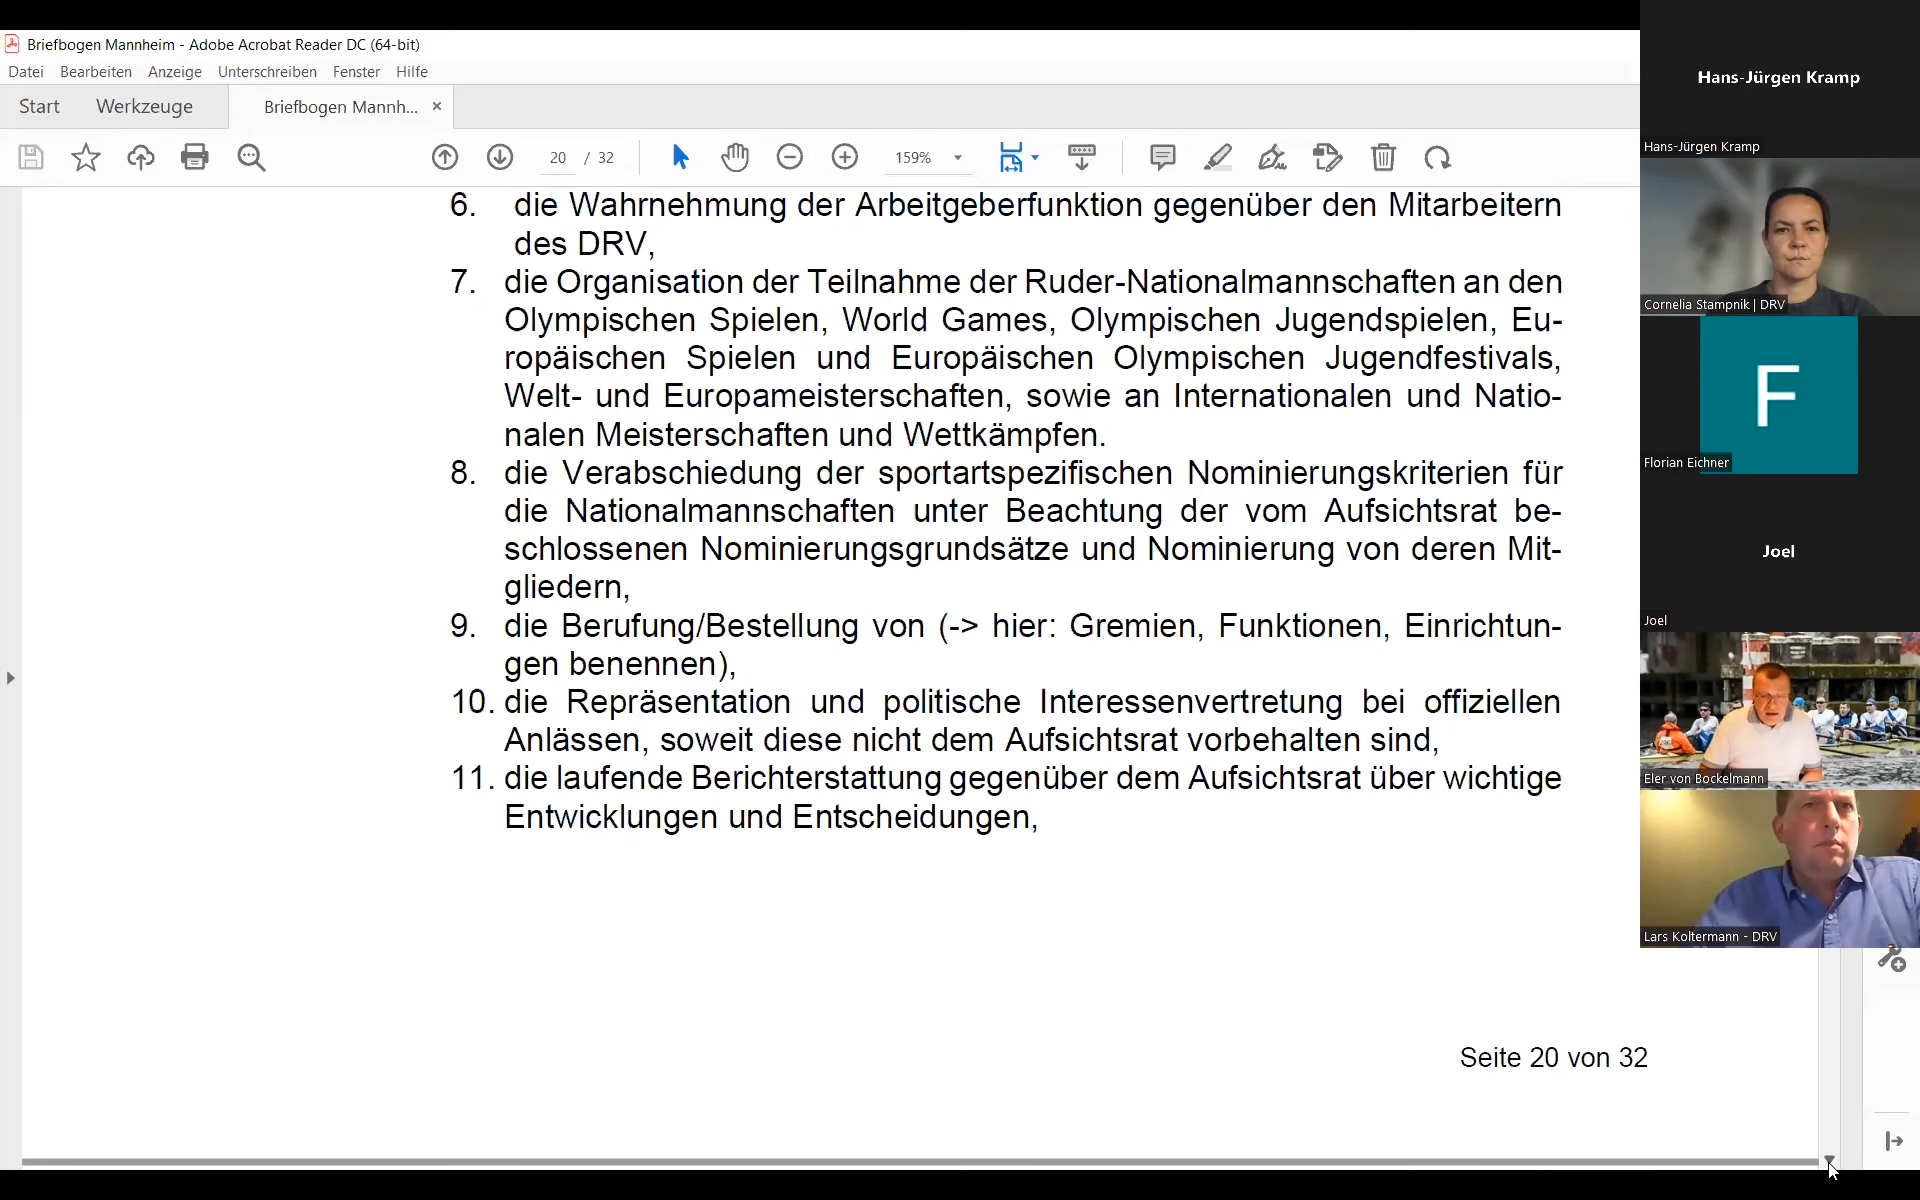 Briefbogen Mannheim - Adobe Acrobat Reader DC (64-bit)
Datei Bearbeiten Anzeige Unterschreiben Fenster Hilfe
Start Werkzeuge Briefbogen Mannh... ×
20 / 32 159%
6. die Wahrnehmung der Arbeitgeberfunktion gegenüber den Mitarbeitern
des DRV,
7. die Organisation der Teilnahme der Ruder-Nationalmannschaften an den
Olympischen Spielen, World Games, Olympischen Jugendspielen, Eu-
ropäischen Spielen und Europäischen Olympischen Jugendfestivals,
Welt- und Europameisterschaften, sowie an Internationalen und Natio-
nalen Meisterschaften und Wettkämpfen.
8. die Verabschiedung der sportartspezifischen Nominierungskriterien für
die Nationalmannschaften unter Beachtung der vom Aufsichtsrat be-
schlossenen Nominierungsgrundsätze und Nominierung von deren Mit-
gliedern,
9. die Berufung/Bestellung von (-> hier: Gremien, Funktionen, Einrichtun-
gen benennen),
10. die Repräsentation und politische Interessenvertretung bei offiziellen
Anlässen, soweit diese nicht dem Aufsichtsrat vorbehalten sind,
11. die laufende Berichterstattung gegenüber dem Aufsichtsrat über wichtige
Entwicklungen und Entscheidungen,
Seite 20 von 32
Hans-Jürgen Kramp
Hans-Jürgen Kramp
Cornelia Stampnik | DRV
F
Florian Eichner
Joel
Joel
Eler von Bockelmann
Lars Koltermann - DRV